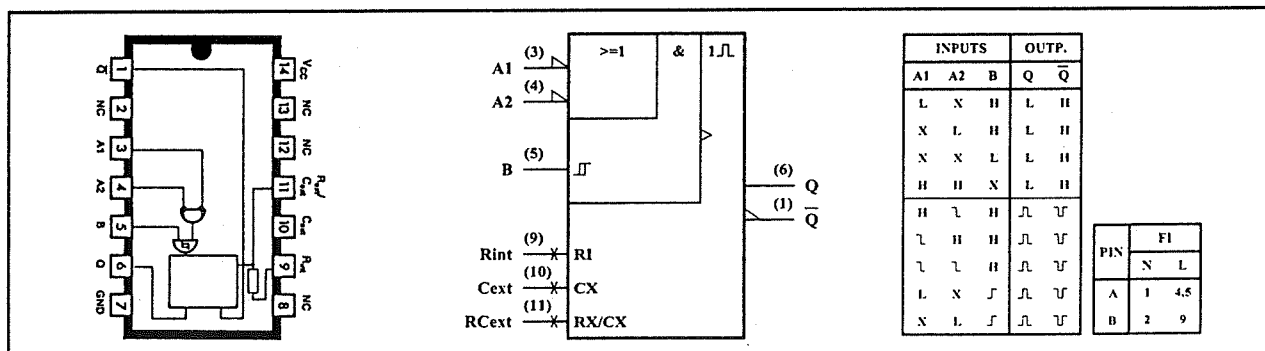 Q̅ 1 14 VCC
NC 2 13 NC
A1 3 12 NC
A2 4 11 Rext/ Cext
B 5 10 Cext
Q 6 9 Rint
GND 7 8 NC
>=1 & 1⎍
(3) A1
(4) A2
(5) B
(6) Q
(1) Q̅
(9) Rint RI
(10) Cext CX
(11) RCext RX/CX
INPUTS OUTP.
A1 A2 B Q Q̅
L X H L H
X L H L H
X X L L H
H H X L H
H ↓ H ⎍ ⊔
↓ H H ⎍ ⊔
↓ ↓ H ⎍ ⊔
L X ↑ ⎍ ⊔
X L ↑ ⎍ ⊔
PIN FI
N L
A 1 4.5
B 2 9